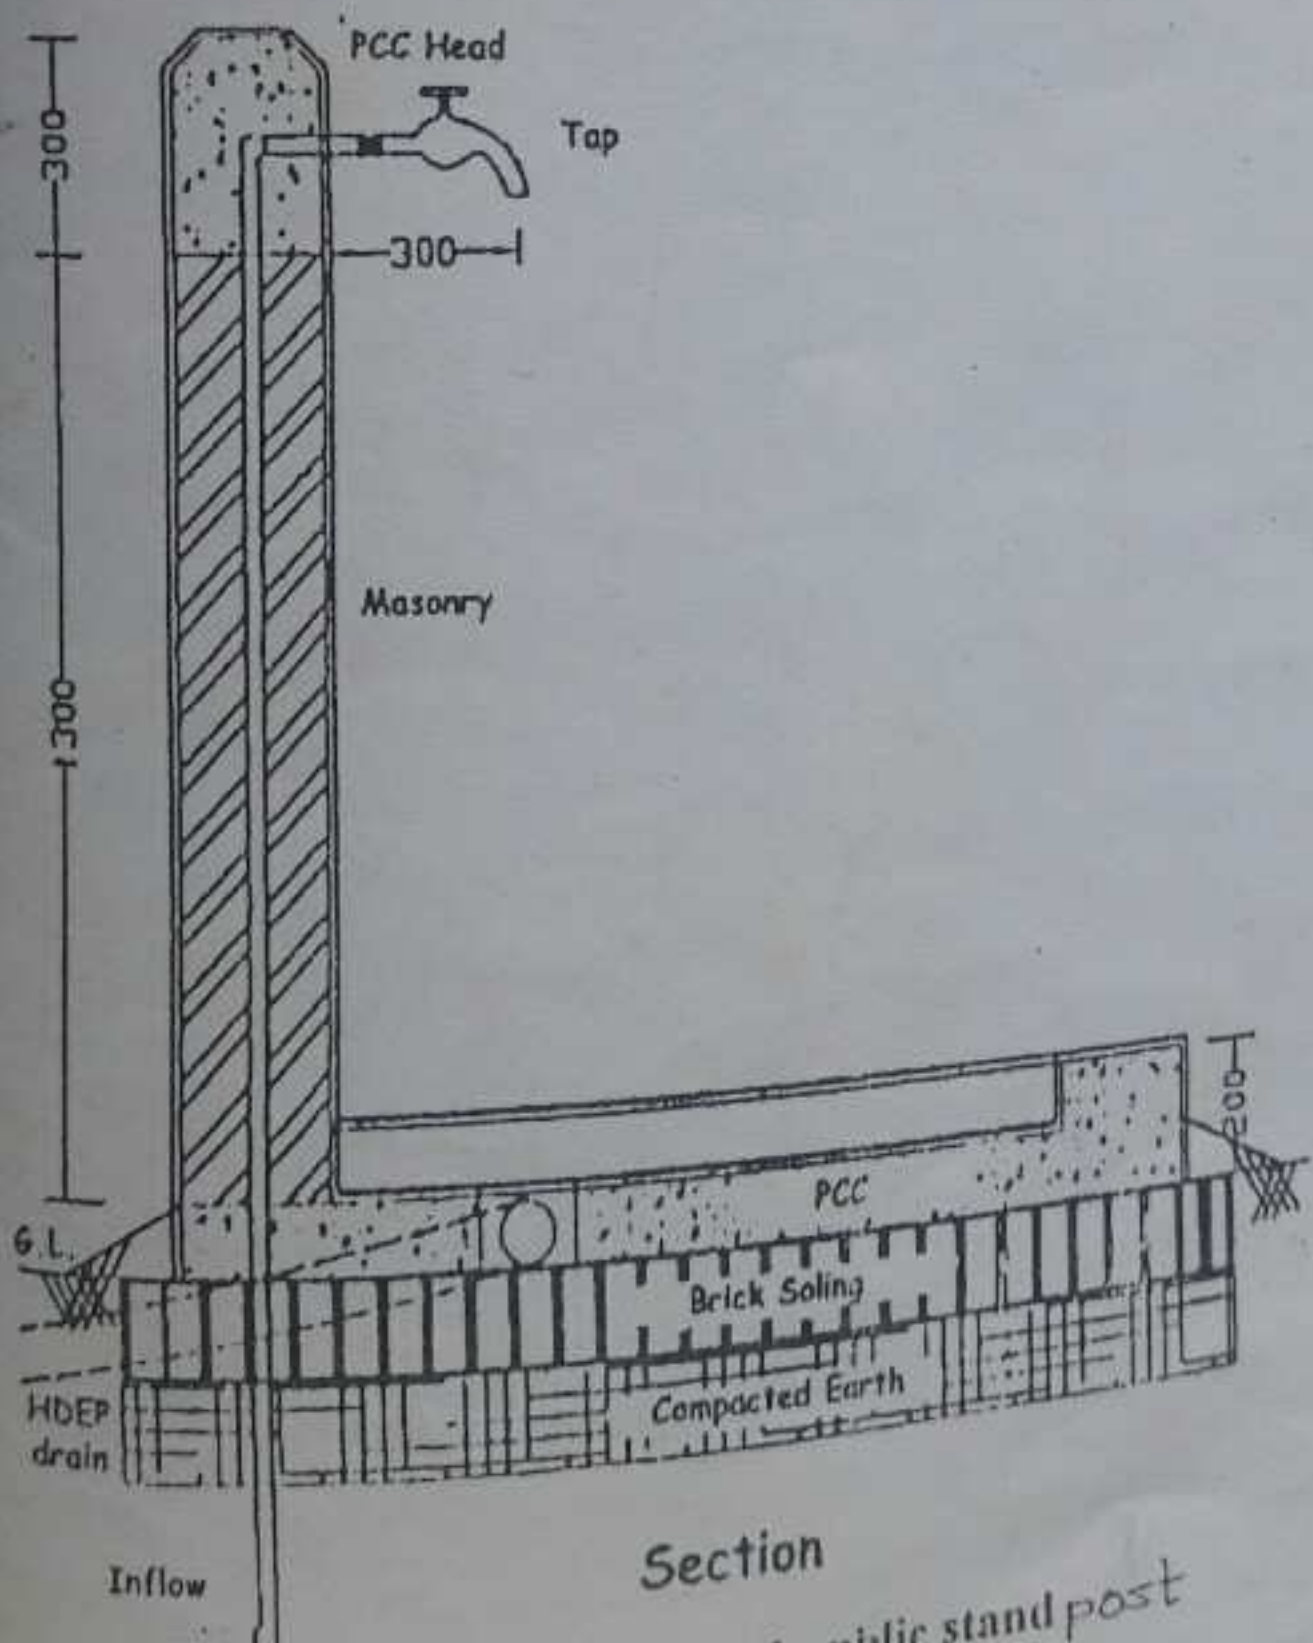 PCC Head
Tap
300
300
Masonry
1300
200
PCC
G.L.
Brick Soling
Compacted Earth
HDEP
drain
Inflow
Section
stand post